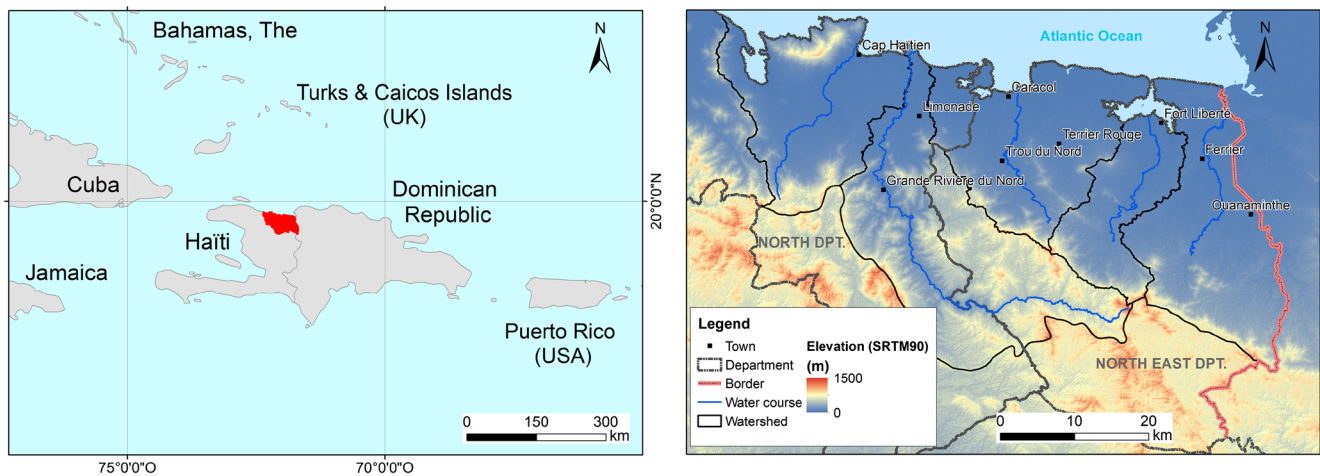 Bahamas, The
N
Turks & Caicos Islands
(UK)
Cuba
Dominican
Republic
20°0'0"N
Haïti
Jamaica
Puerto Rico
(USA)
0 150 300
km
75°0'0"O 70°0'0"O
Atlantic Ocean
N
Cap Haïtien
Caracol
Limonade
Fort Liberté
Terrier Rouge
Trou du Nord
Ferrier
Grande Rivière du Nord
Ouanaminthe
NORTH DPT.
NORTH EAST DPT.
Legend
Town
Department
Border
Water course
Watershed
Elevation (SRTM90)
(m)
1500
0
0 10 20
km